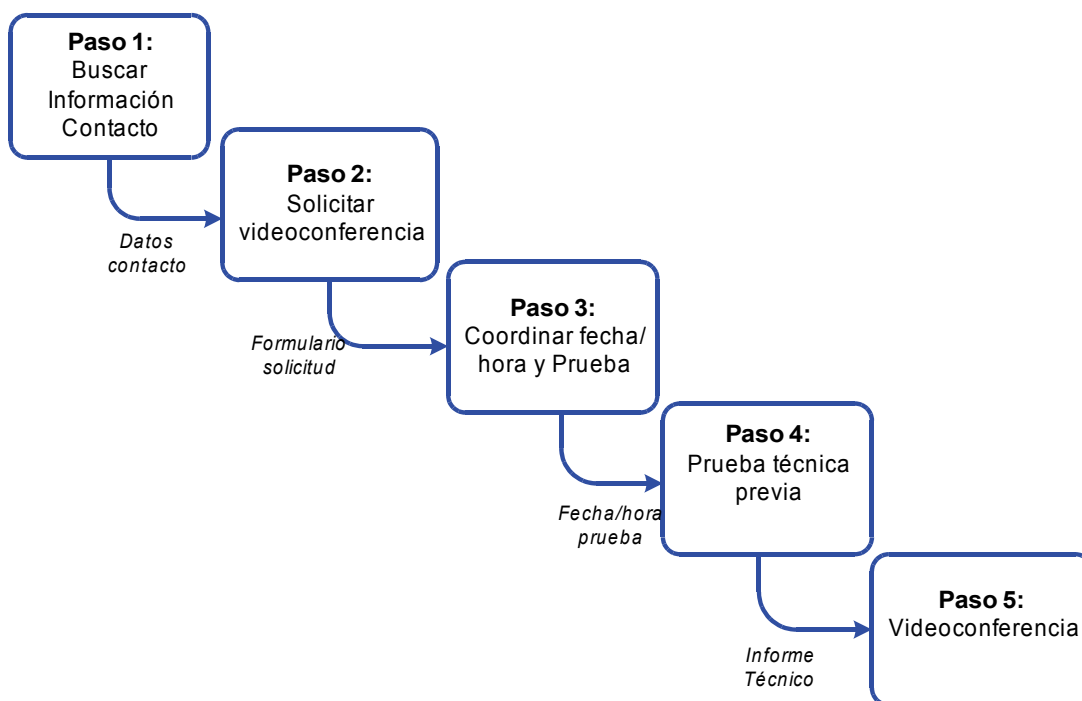 Paso 1:
Buscar
Información
Contacto
Datos
contacto
Paso 2:
Solicitar
videoconferencia
Formulario
solicitud
Paso 3:
Coordinar fecha/
hora y Prueba
Fecha/hora
prueba
Paso 4:
Prueba técnica
previa
Informe
Técnico
Paso 5:
Videoconferencia